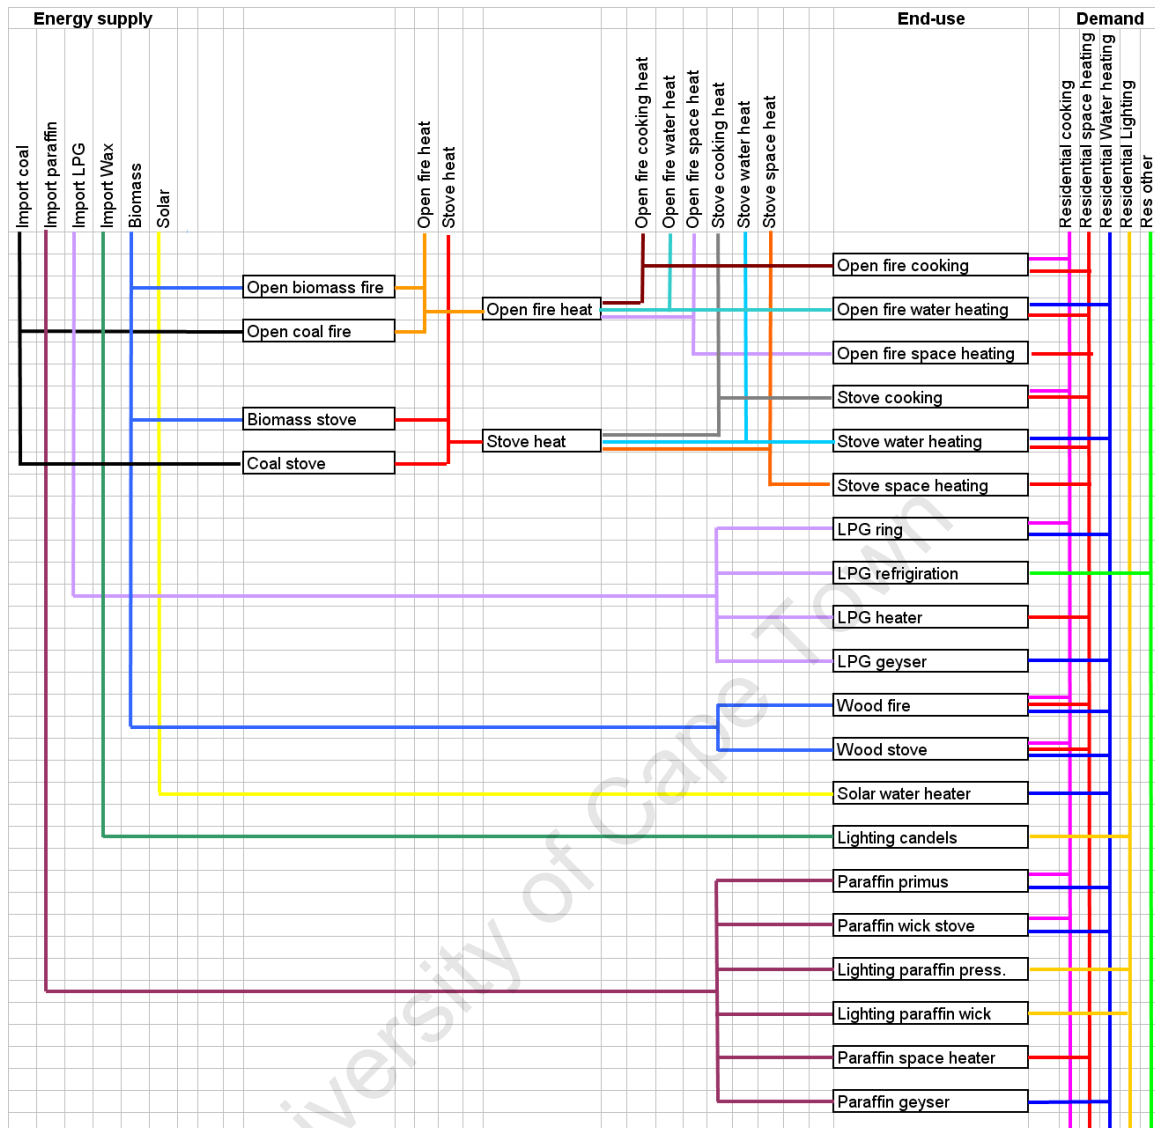 Energy supply
End-use
Demand
Import coal
Import paraffin
Import LPG
Import Wax
Biomass
Solar
Open fire heat
Stove heat
Open fire cooking heat
Open fire water heat
Open fire space heat
Stove cooking heat
Stove water heat
Stove space heat
Residential cooking
Residential space heating
Residential Water heating
Residential Lighting
Res other
Open fire cooking
Open biomass fire
Open fire heat
Open fire water heating
Open coal fire
Open fire space heating
Stove cooking
Biomass stove
Stove heat
Stove water heating
Coal stove
Stove space heating
LPG ring
LPG refrigiration
LPG heater
LPG geyser
Wood fire
Wood stove
Solar water heater
Lighting candels
Paraffin primus
Paraffin wick stove
Lighting paraffin press.
Lighting paraffin wick
Paraffin space heater
Paraffin geyser
iversity of Cape Town